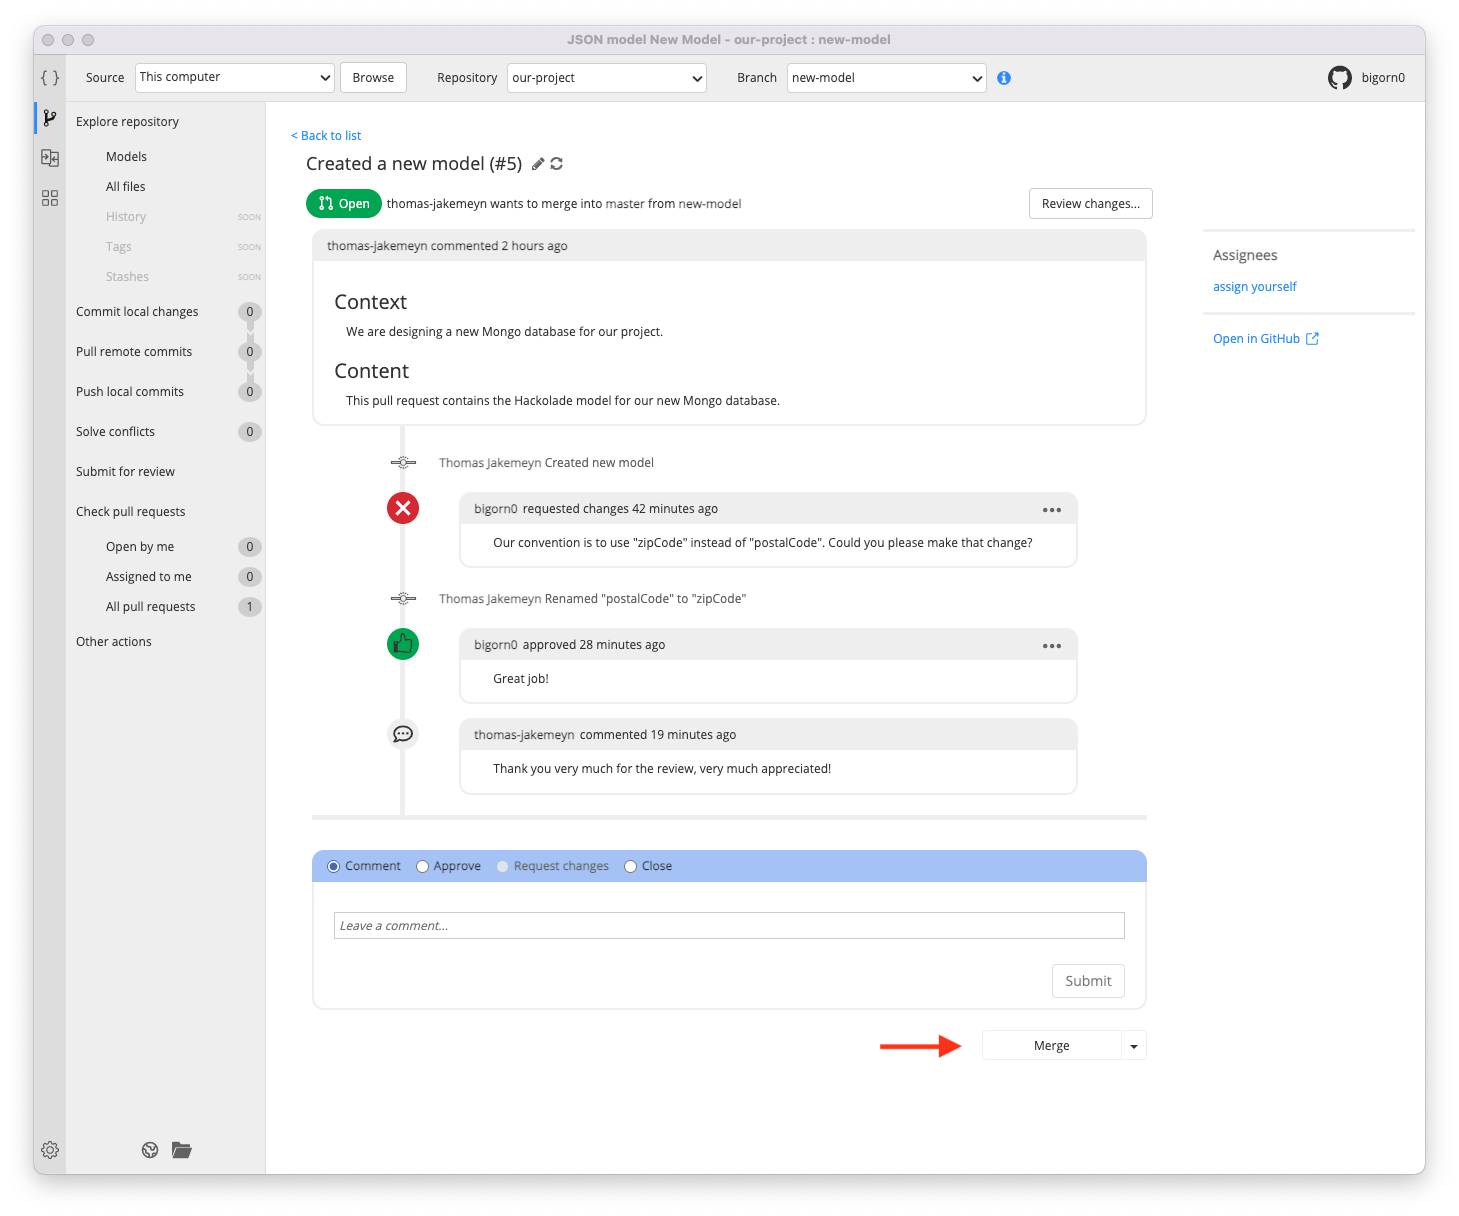 JSON model New Model - our-project : new-model
{ } Source This computer Browse Repository our-project Branch new-model bigorn0
Explore repository
Models
All files
History SOON
Tags SOON
Stashes SOON
Commit local changes 0
Pull remote commits 0
Push local commits 0
Solve conflicts 0
Submit for review
Check pull requests
Open by me 0
Assigned to me 0
All pull requests 1
Other actions
< Back to list
Created a new model (#5)
Open thomas-jakemeyn wants to merge into master from new-model Review changes...
thomas-jakemeyn commented 2 hours ago
Context
We are designing a new Mongo database for our project.
Content
This pull request contains the Hackolade model for our new Mongo database.
Thomas Jakemeyn Created new model
bigorn0 requested changes 42 minutes ago
Our convention is to use "zipCode" instead of "postalCode". Could you please make that change?
Thomas Jakemeyn Renamed "postalCode" to "zipCode"
bigorn0 approved 28 minutes ago
Great job!
thomas-jakemeyn commented 19 minutes ago
Thank you very much for the review, very much appreciated!
Comment Approve Request changes Close
Leave a comment...
Submit
Merge
Assignees
assign yourself
Open in GitHub